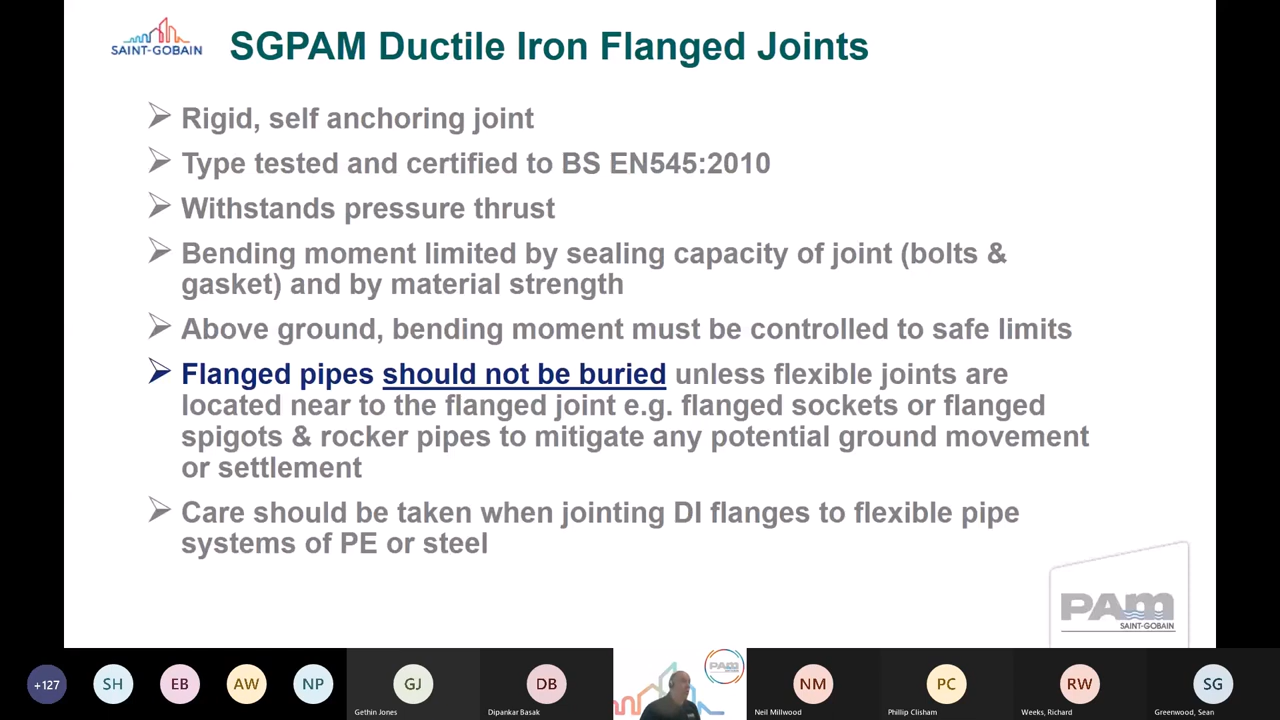 SAINT-GOBAIN
SGPAM Ductile Iron Flanged Joints
Rigid, self anchoring joint
Type tested and certified to BS EN545:2010
Withstands pressure thrust
Bending moment limited by sealing capacity of joint (bolts &
gasket) and by material strength
Above ground, bending moment must be controlled to safe limits
Flanged pipes should not be buried unless flexible joints are
located near to the flanged joint e.g. flanged sockets or flanged
spigots & rocker pipes to mitigate any potential ground movement
or settlement
Care should be taken when jointing DI flanges to flexible pipe
systems of PE or steel
PAM
SAINT-GOBAIN
+127
SH
EB
AW
NP
GJ
Gethin Jones
DB
Dipankar Basak
PAM
NM
Neil Millwood
PC
Phillip Clisham
RW
Weeks, Richard
SG
Greenwood, Sean